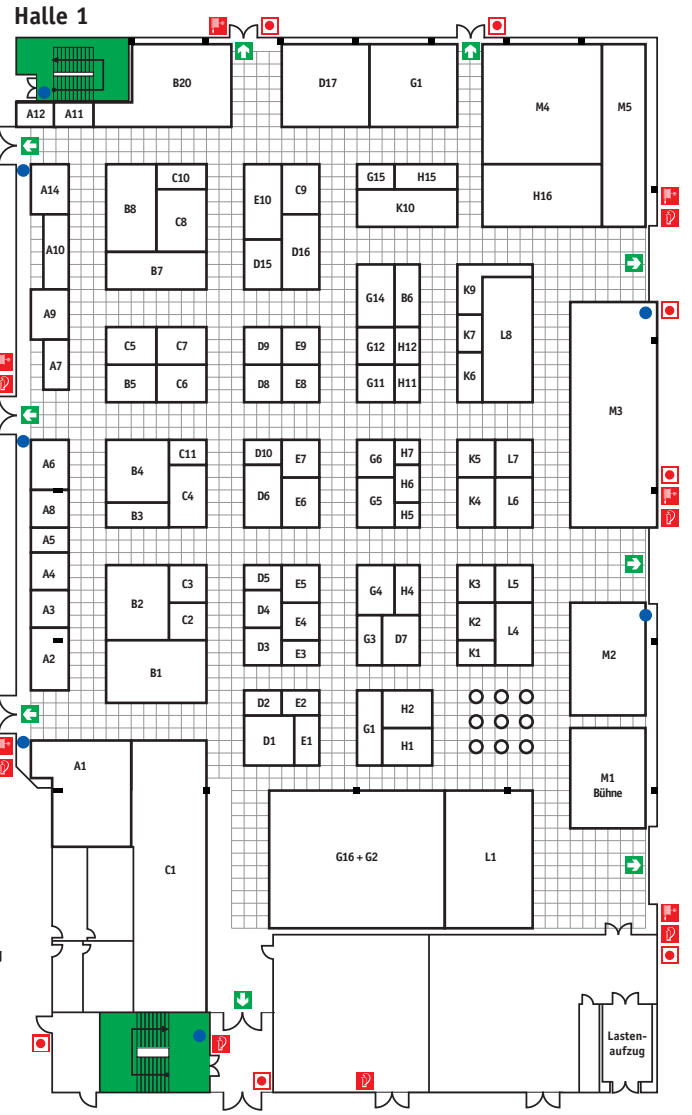 Halle 1
B20
D17
G1
M4
M5
A12
A11
A14
B8
C10
C8
E10
C9
G15
H15
K10
H16
A10
B7
D15
D16
A9
G14
B6
K9
L8
C5
C7
D9
E9
G12
H12
K7
A7
B5
C6
D8
E8
G11
H11
K6
M3
A6
B4
C11
D10
E7
G6
H7
K5
L7
H6
A8
C4
D6
E6
G5
K4
L6
B3
H5
A5
A4
B2
C3
D5
E5
G4
H4
K3
L5
A3
C2
D4
E4
K2
L4
A2
B1
D3
E3
G3
D7
K1
M2
D2
E2
G1
H2
D1
E1
H1
A1
M1
Bühne
C1
G16 + G2
L1
Lasten-
aufzug